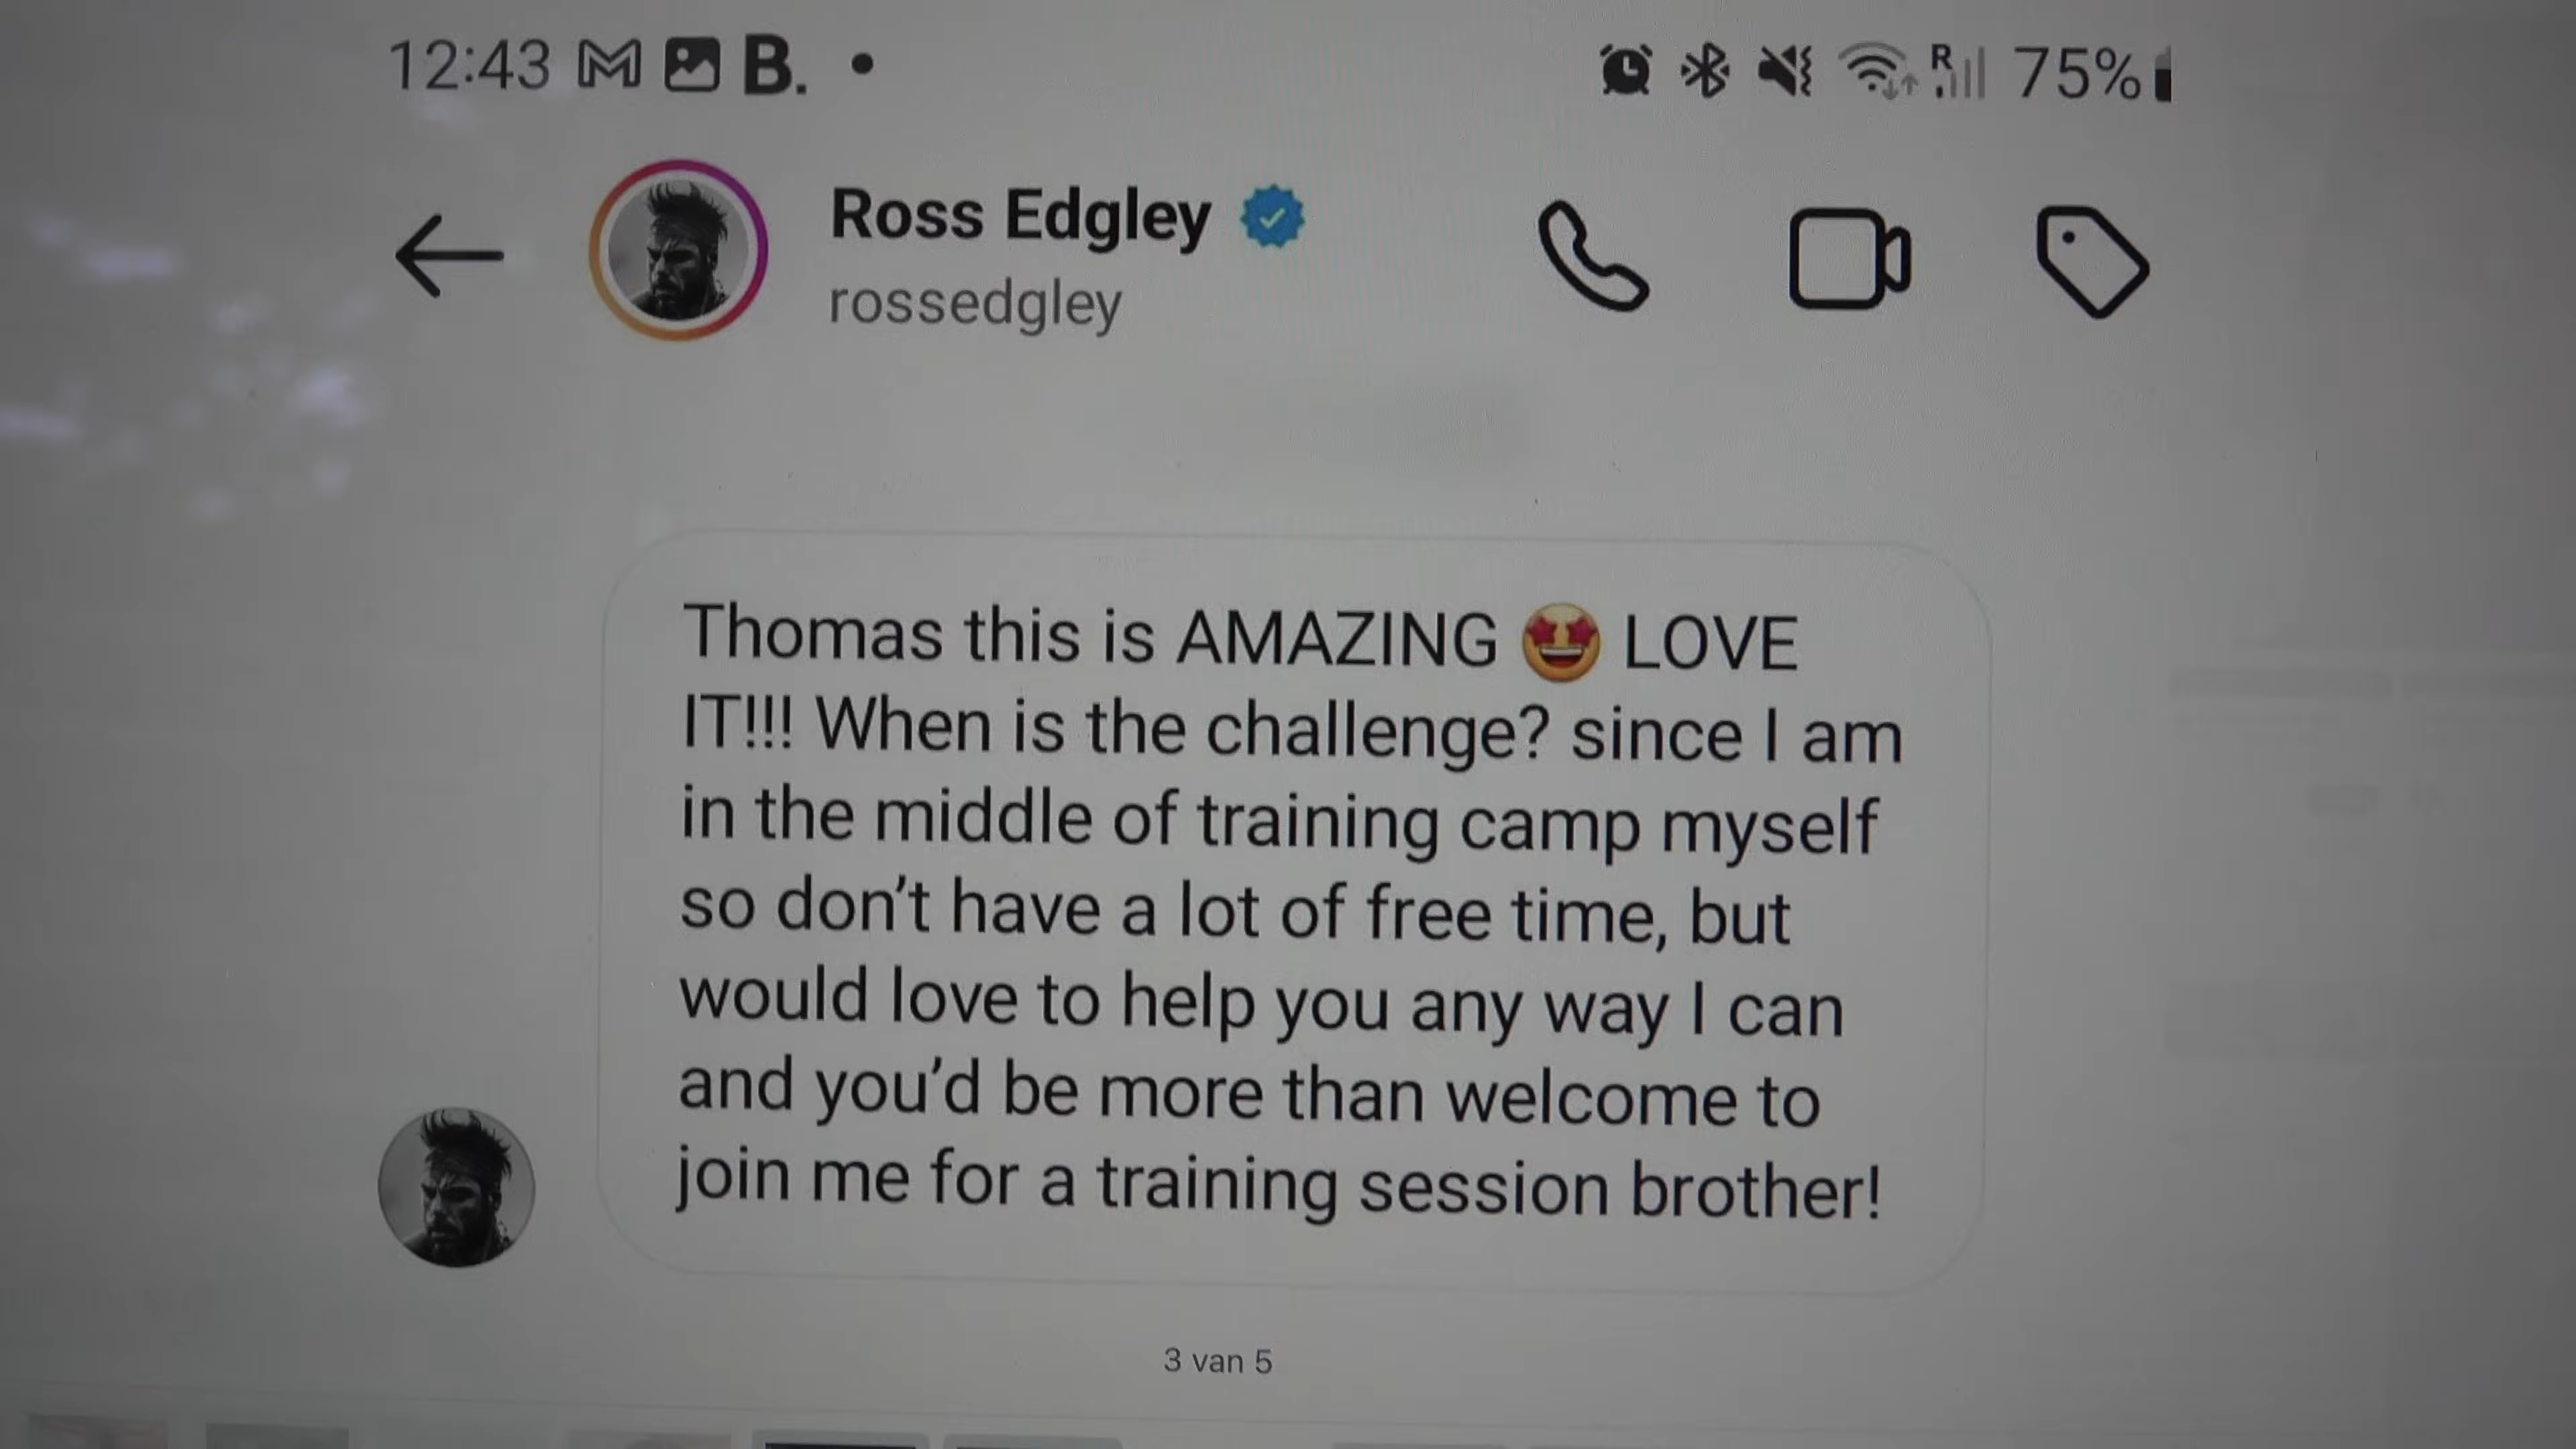 12:43 M B. • R 75%
Ross Edgley
rossedgley
Thomas this is AMAZING 🤩 LOVE
IT!!! When is the challenge? since I am
in the middle of training camp myself
so don't have a lot of free time, but
would love to help you any way I can
and you'd be more than welcome to
join me for a training session brother!
3 van 5